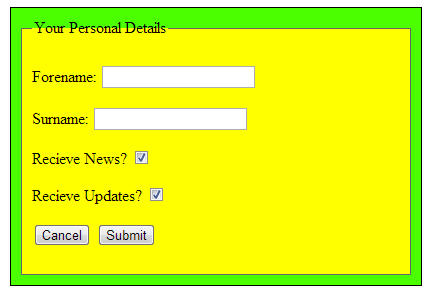 Your Personal Details
Forename:
Surname:
Recieve News?
Recieve Updates?
Cancel Submit